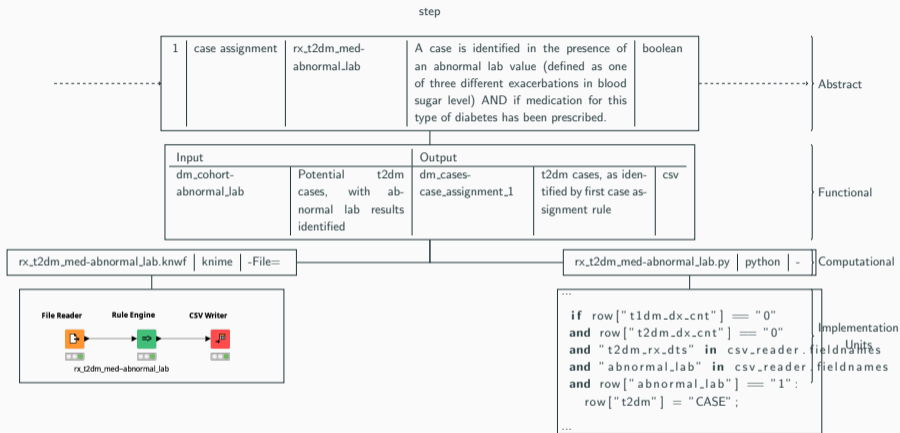 step
1 case assignment rx_t2dm_med- A case is identified in the presence of boolean
abnormal_lab an abnormal lab value (defined as one
of three different exacerbations in blood
sugar level) AND if medication for this
type of diabetes has been prescribed.
Abstract
Input Output
dm_cohort- Potential t2dm dm_cases- t2dm cases, as iden- csv
abnormal_lab cases, with ab- case_assignment_1 tified by first case as-
normal lab results signment rule
identified
Functional
rx_t2dm_med-abnormal_lab.knwf knime -File= rx_t2dm_med-abnormal_lab.py python - Computational
File Reader Rule Engine CSV Writer
rx_t2dm_med-abnormal_lab
...
if row["t1dm_dx_cnt"] == "0"
and row["t2dm_dx_cnt"] == "0"
and "t2dm_rx_dts" in csv_reader.fieldnames
and "abnormal_lab" in csv_reader.fieldnames
and row["abnormal_lab"] == "1":
row["t2dm"] = "CASE";
...
Implementation
Units